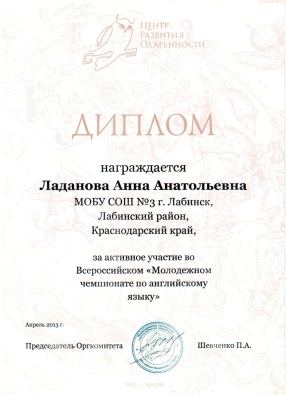 Центр
Развития
Одаренности
ДИПЛОМ
награждается
Ладанова Анна Анатольевна
МОБУ СОШ №3 г. Лабинск,
Лабинский район,
Краснодарский край,
за активное участие во
Всероссийском «Молодежном
чемпионате по английскому
языку»
Апрель 2013 г.
Председатель Оргкомитета
Шевченко П.А.